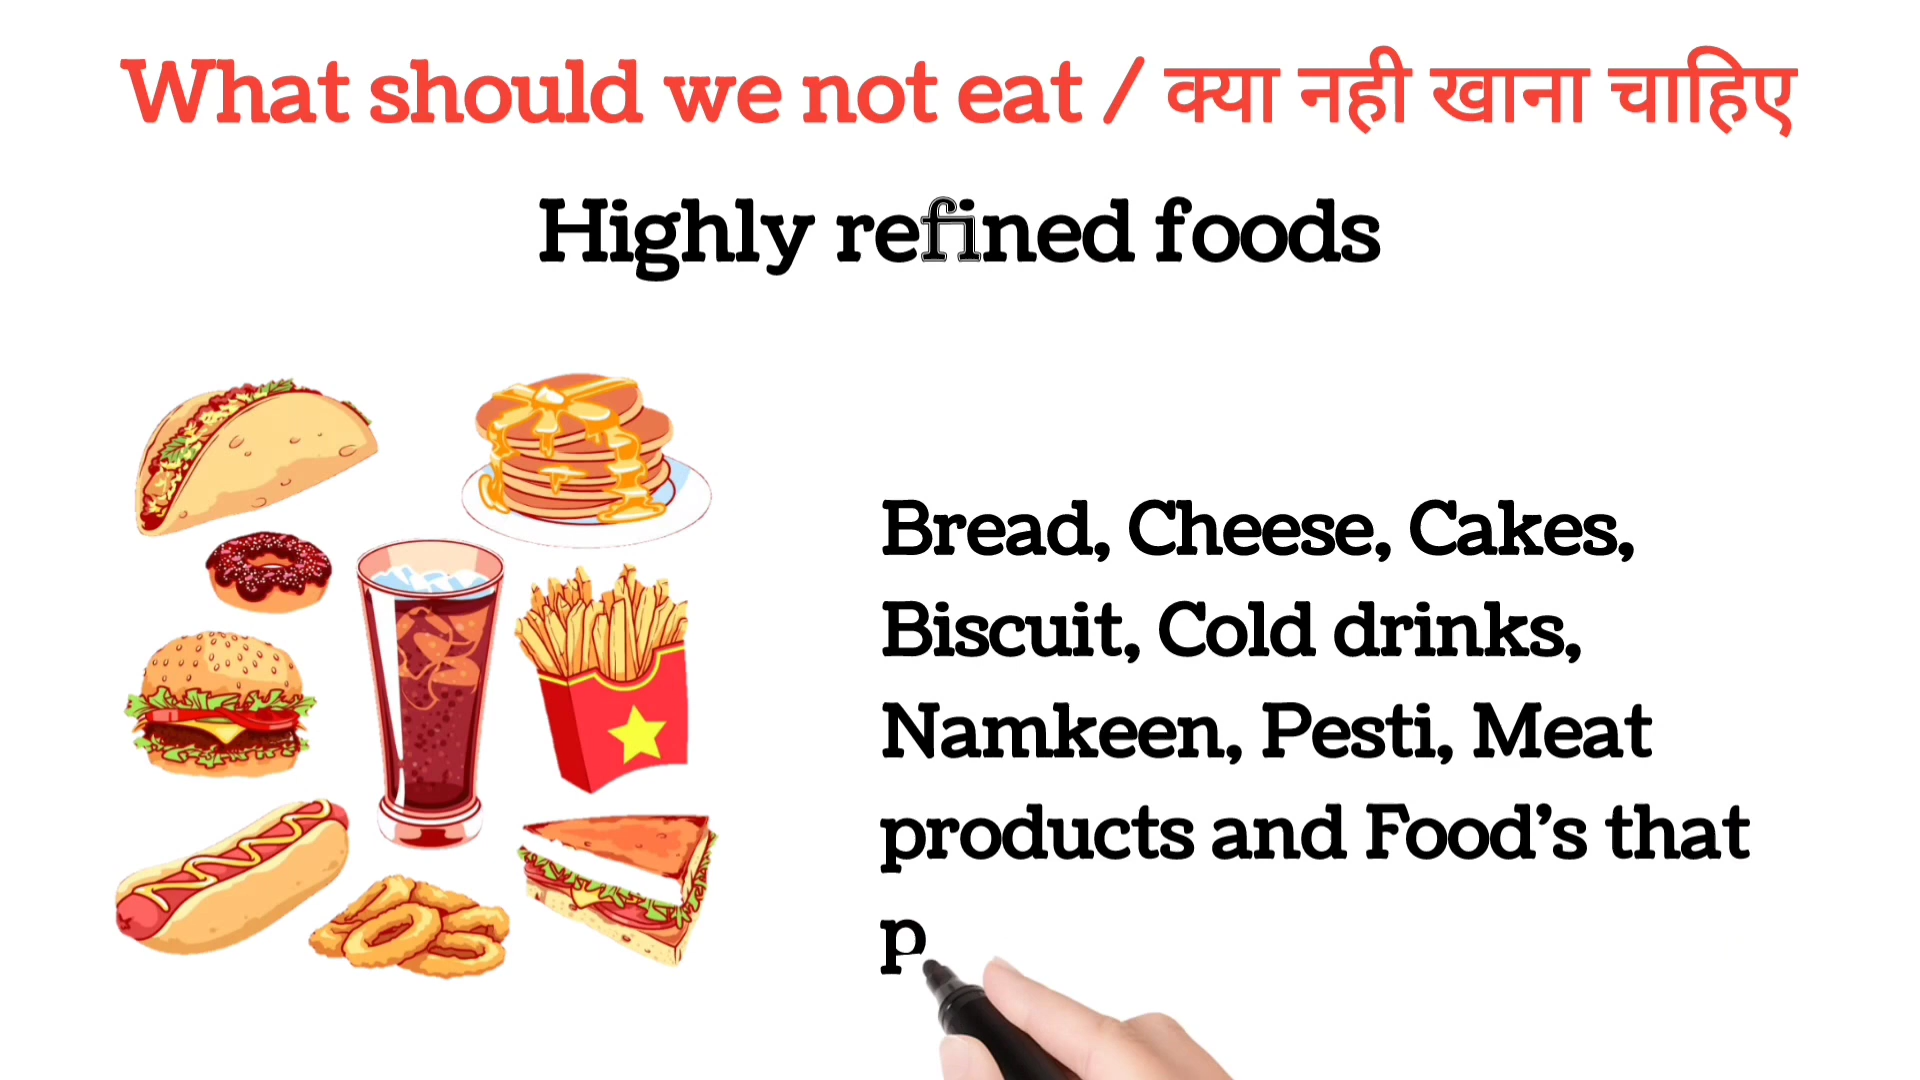 What should we not eat / क्या नही खाना चाहिए
Highly refined foods
Bread, Cheese, Cakes,
Biscuit, Cold drinks,
Namkeen, Pesti, Meat
products and Food’s that
p